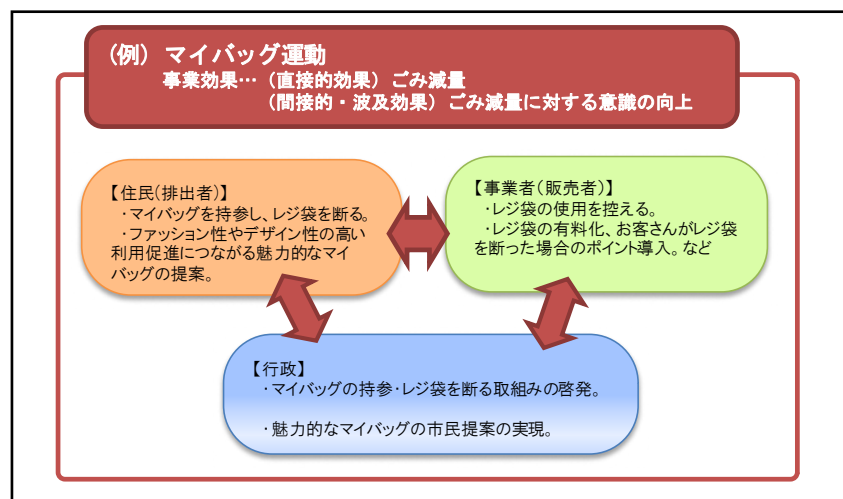 (例) マイバッグ運動
事業効果…（直接的効果）ごみ減量
（間接的・波及効果）ごみ減量に対する意識の向上
【住民(排出者)】
・マイバッグを持参し、レジ袋を断る。
・ファッション性やデザイン性の高い
利用促進につながる魅力的なマイ
バッグの提案。
【事業者(販売者)】
・レジ袋の使用を控える。
・レジ袋の有料化、お客さんがレジ袋
を断った場合のポイント導入。など
【行政】
・マイバッグの持参・レジ袋を断る取組みの啓発。
・魅力的なマイバッグの市民提案の実現。